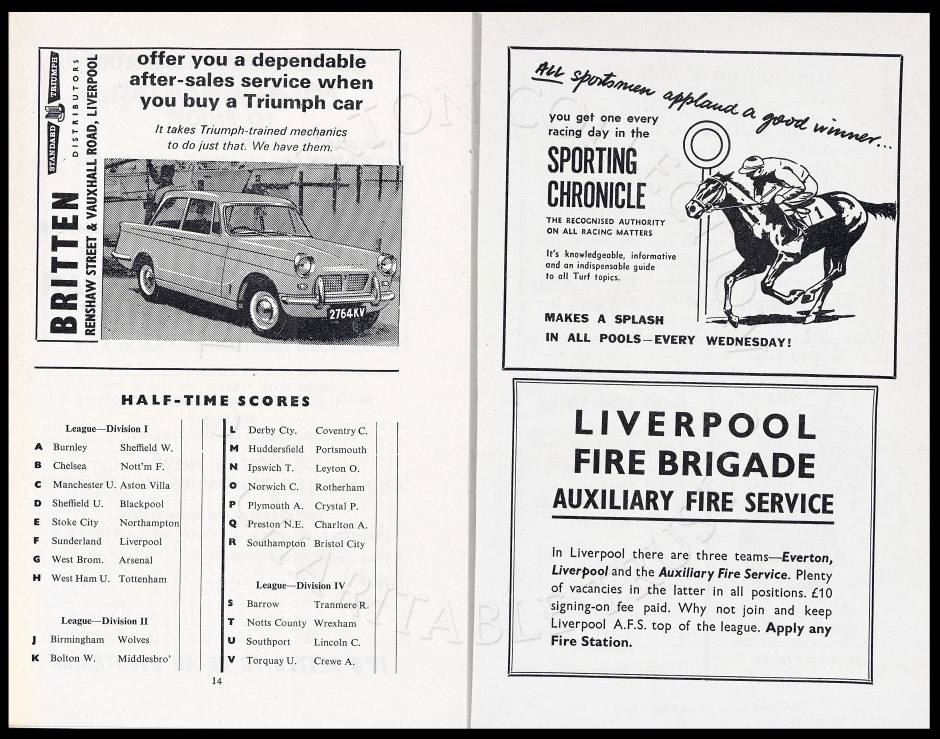 STANDARD TRIUMPH
DISTRIBUTORS
BRITTEN
RENSHAW STREET & VAUXHALL ROAD, LIVERPOOL
offer you a dependable
after-sales service when
you buy a Triumph car
It takes Triumph-trained mechanics
to do just that. We have them.
2764KV
HALF-TIME SCORES
League—Division I
A Burnley Sheffield W.
B Chelsea Nott'm F.
C Manchester U. Aston Villa
D Sheffield U. Blackpool
E Stoke City Northampton
F Sunderland Liverpool
G West Brom. Arsenal
H West Ham U. Tottenham
League—Division II
J Birmingham Wolves
K Bolton W. Middlesbro'
L Derby Cty. Coventry C.
M Huddersfield Portsmouth
N Ipswich T. Leyton O.
O Norwich C. Rotherham
P Plymouth A. Crystal P.
Q Preston N.E. Charlton A.
R Southampton Bristol City
League—Division IV
S Barrow Tranmere R.
T Notts County Wrexham
U Southport Lincoln C.
V Torquay U. Crewe A.
14
ALL sportsmen applaud a good winner...
you get one every
racing day in the
SPORTING
CHRONICLE
THE RECOGNISED AUTHORITY
ON ALL RACING MATTERS
It's knowledgeable, informative
and an indispensable guide
to all Turf topics.
1
MAKES A SPLASH
IN ALL POOLS—EVERY WEDNESDAY!
LIVERPOOL
FIRE BRIGADE
AUXILIARY FIRE SERVICE
In Liverpool there are three teams—Everton,
Liverpool and the Auxiliary Fire Service. Plenty
of vacancies in the latter in all positions. £10
signing-on fee paid. Why not join and keep
Liverpool A.F.S. top of the league. Apply any
Fire Station.